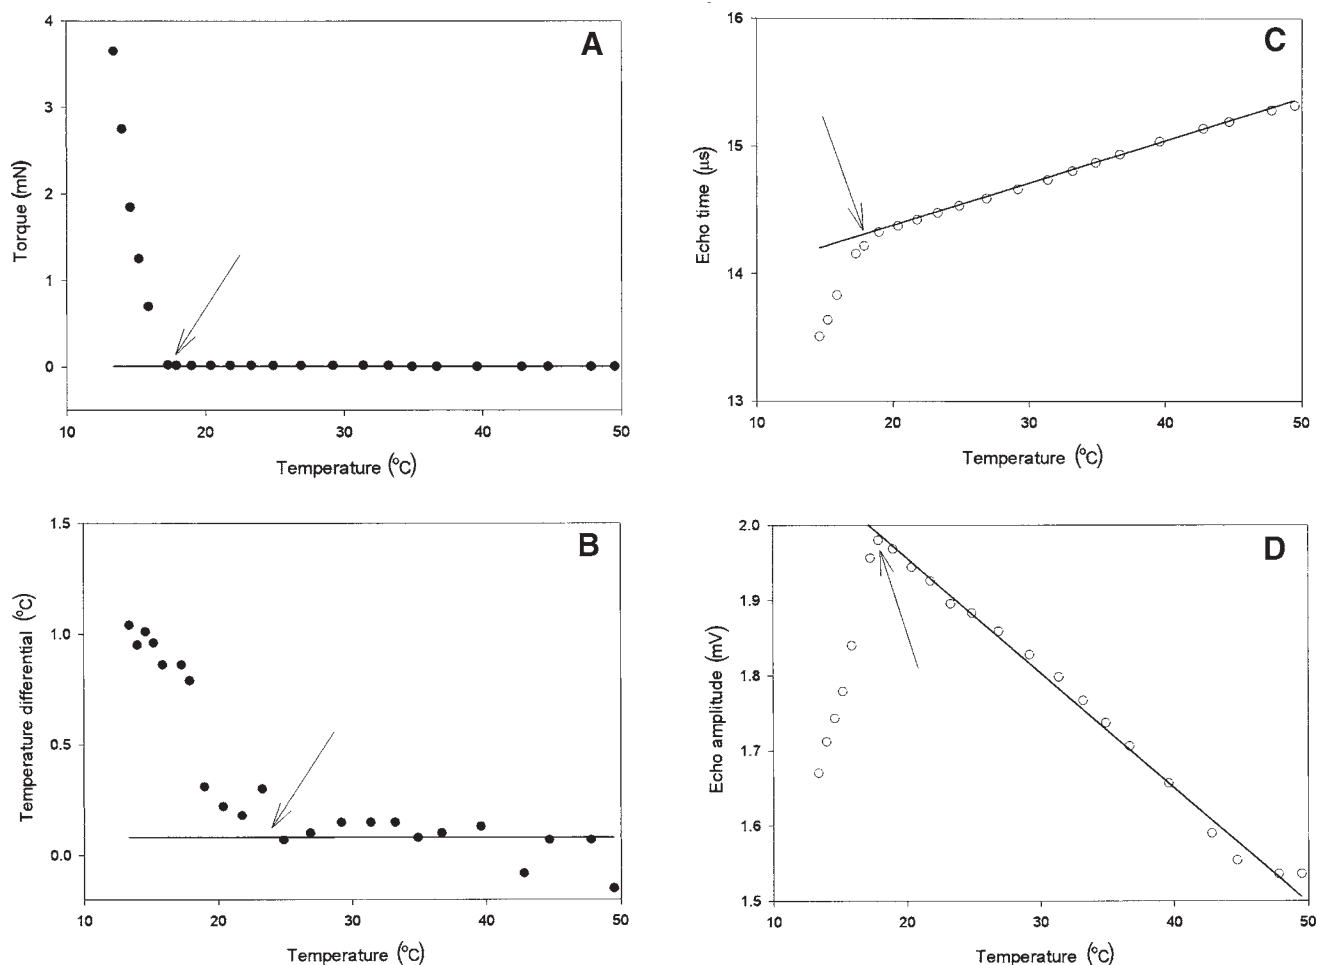 A
Torque (mN)
4
3
2
1
0
10 20 30 40 50
Temperature (°C)
B
Temperature differential (°C)
1.5
1.0
0.5
0.0
10 20 30 40 50
Temperature (°C)
C
Echo time (μs)
16
15
14
13
10 20 30 40 50
Temperature (°C)
D
Echo amplitude (mV)
2.0
1.9
1.8
1.7
1.6
1.5
10 20 30 40 50
Temperature (°C)